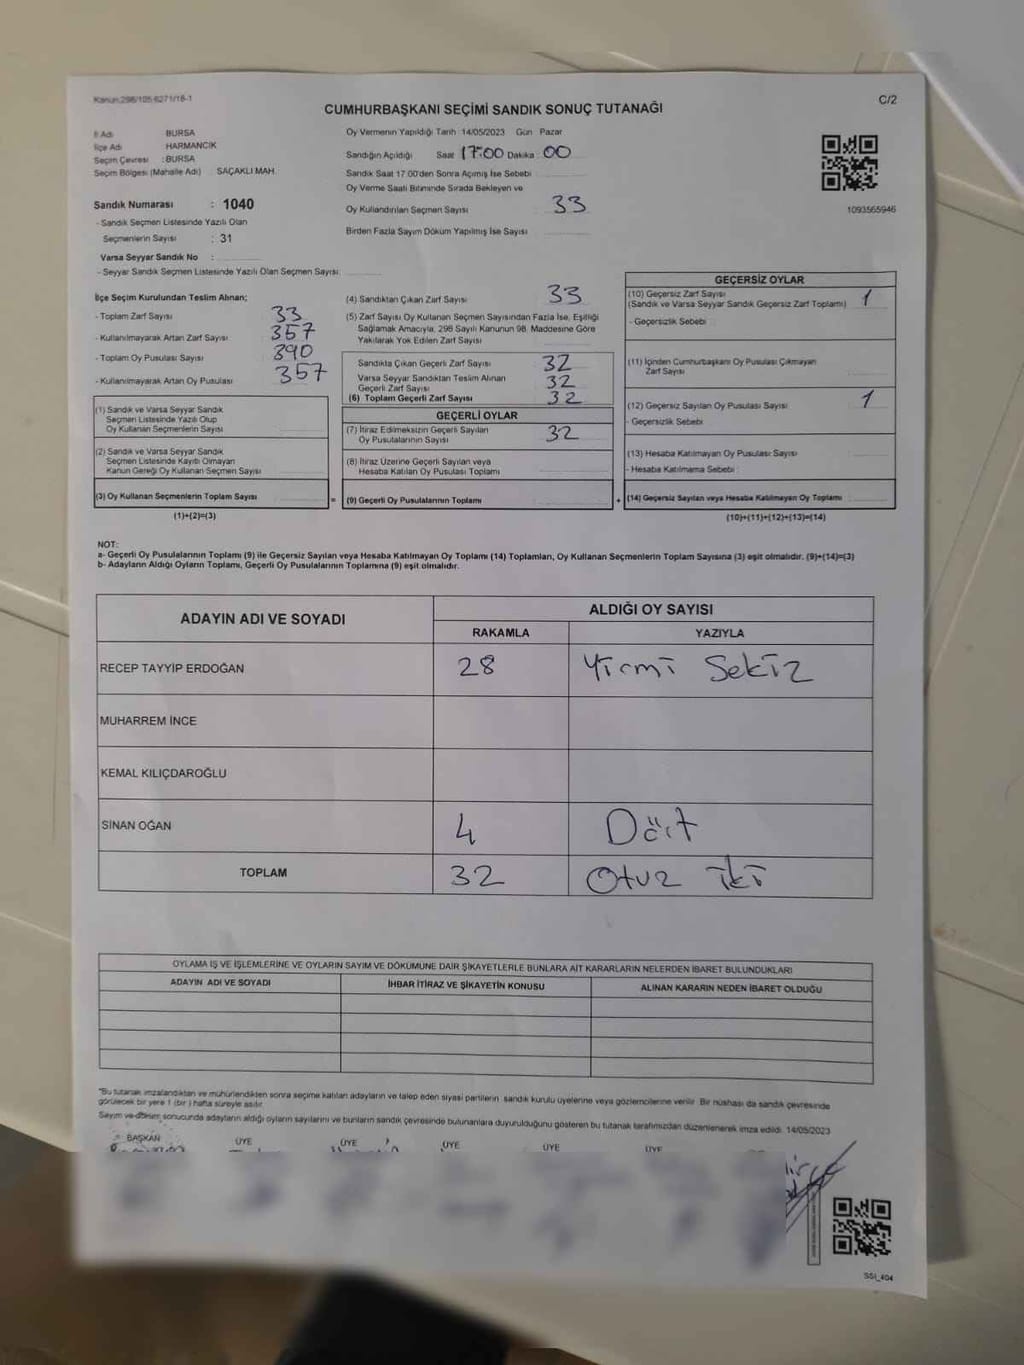 Kanun:298/105-6271/16-1
C/2
CUMHURBAŞKANI SEÇİMİ SANDIK SONUÇ TUTANAĞI
İl Adı BURSA
İlçe Adı HARMANCIK
Seçim Çevresi : BURSA
Seçim Bölgesi (Mahalle Adı) SAÇAKLI MAH.
Sandık Numarası : 1040
- Sandık Seçmen Listesinde Yazılı Olan
Seçmenlerin Sayısı : 31
Varsa Seyyar Sandık No :
- Seyyar Sandık Seçmen Listesinde Yazılı Olan Seçmen Sayısı:
Oy Vermenin Yapıldığı Tarih 14/05/2023 Gün Pazar
Sandığın Açıldığı Saat 17:00 Dakika : 00
Sandık Saat 17.00'den Sonra Açımış İse Sebebi
Oy Verme Saati Bitiminde Sırada Bekleyen ve
Oy Kullandırılan Seçmen Sayısı 33
Birden Fazla Sayım Döküm Yapılmış İse Sayısı
1093565946
İlçe Seçim Kurulundan Teslim Alınan;
- Toplam Zarf Sayısı 33
- Kullanılmayarak Artan Zarf Sayısı 357
- Toplam Oy Pusulası Sayısı 390
- Kullanılmayarak Artan Oy Pusulası 357
(1) Sandık ve Varsa Seyyar Sandık
Seçmen Listesinde Yazılı Olup
Oy Kullanan Seçmenlerin Sayısı
(2) Sandık ve Varsa Seyyar Sandık
Seçmen Listesinde Kayıtlı Olmayan
Kanun Gereği Oy Kullanan Seçmen Sayısı
(3) Oy Kullanan Seçmenlerin Toplam Sayısı
(1)+(2)=(3)
=
(4) Sandıktan Çıkan Zarf Sayısı 33
(5) Zarf Sayısı Oy Kullanan Seçmen Sayısından Fazla İse, Eşitliği
Sağlamak Amacıyla, 298 Sayılı Kanunun 98. Maddesine Göre
Yakılarak Yok Edilen Zarf Sayısı
Sandıkta Çıkan Geçerli Zarf Sayısı 32
Varsa Seyyar Sandıktan Teslim Alınan
Geçerli Zarf Sayısı 32
(6) Toplam Geçerli Zarf Sayısı 32
GEÇERLİ OYLAR
(7) İtiraz Edilmeksizin Geçerli Sayılan
Oy Pusulalarının Sayısı 32
(8) İtiraz Üzerine Geçerli Sayılan veya
Hesaba Katılan Oy Pusulası Toplamı
(9) Geçerli Oy Pusulalarının Toplamı
+
GEÇERSİZ OYLAR
(10) Geçersiz Zarf Sayısı
(Sandık ve Varsa Seyyar Sandık Geçersiz Zarf Toplamı) 1
- Geçersizlik Sebebi
(11) İçinden Cumhurbaşkanı Oy Pusulası Çıkmayan
Zarf Sayısı
(12) Geçersiz Sayılan Oy Pusulası Sayısı 1
- Geçersizlik Sebebi
(13) Hesaba Katılmayan Oy Pusulası Sayısı
- Hesaba Katılmama Sebebi
(14) Geçersiz Sayılan veya Hesaba Katılmayan Oy Toplamı
(10)+(11)+(12)+(13)=(14)
NOT:
a- Geçerli Oy Pusulalarının Toplamı (9) ile Geçersiz Sayılan veya Hesaba Katılmayan Oy Toplamı (14) Toplamları, Oy Kullanan Seçmenlerin Toplam Sayısına (3) eşit olmalıdır. (9)+(14)=(3)
b- Adayların Aldığı Oyların Toplamı, Geçerli Oy Pusulalarının Toplamına (9) eşit olmalıdır.
ADAYIN ADI VE SOYADI
ALDIĞI OY SAYISI
RAKAMLA YAZIYLA
RECEP TAYYİP ERDOĞAN 28 Yirmi Sekiz
MUHARREM İNCE
KEMAL KILIÇDAROĞLU
SİNAN OĞAN 4 Dört
TOPLAM 32 Otuz iki
OYLAMA İŞ VE İŞLEMLERİNE VE OYLARIN SAYIM VE DÖKÜMÜNE DAİR ŞİKAYETLERLE BUNLARA AİT KARARLARIN NELERDEN İBARET BULUNDUKLARI
ADAYIN ADI VE SOYADI İHBAR İTİRAZ VE ŞİKAYETİN KONUSU ALINAN KARARIN NEDEN İBARET OLDUĞU
*Bu tutanak imzalandıktan ve mühürlendikten sonra seçime katılan adayların ve talep eden siyasi partilerin sandık kurulu üyelerine veya gözlemcilerine verilir. Bir nüshası da sandık çevresinde
görülecek bir yere 1 (bir) hafta süreyle asılır.
Sayım ve döküm sonucunda adayların aldığı oyların sayılarını ve bunların sandık çevresinde bulunanlara duyurulduğunu gösteren bu tutanak tarafımızdan düzenlenerek imza edildi. 14/05/2023
BAŞKAN ÜYE ÜYE ÜYE ÜYE ÜYE
SSI_404